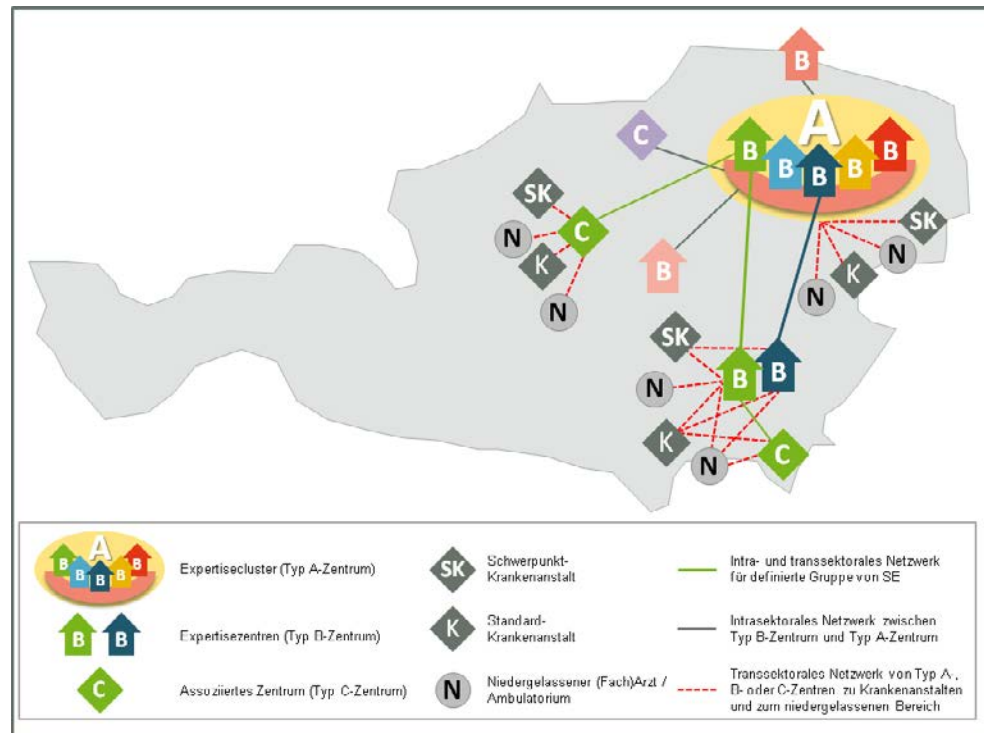 B
A
C
B
B
B
B
B
SK
SK
N
C
N
K
B
K
N
N
SK
B
B
N
K
C
N
A
B
B
B
B
B
Expertisecluster (Typ A-Zentrum)
B
B
Expertisezentren (Typ B-Zentrum)
C
Assoziiertes Zentrum (Typ C-Zentrum)
SK
Schwerpunkt-
Krankenanstalt
K
Standard-
Krankenanstalt
N
Niedergelassener (Fach)Arzt /
Ambulatorium
Intra- und transsektorales Netzwerk
für definierte Gruppe von SE
Intrasektorales Netzwerk zwischen
Typ B-Zentrum und Typ A-Zentrum
Transsektorales Netzwerk von Typ A-,
B- oder C-Zentren zu Krankenanstalten
und zum niedergelassenen Bereich